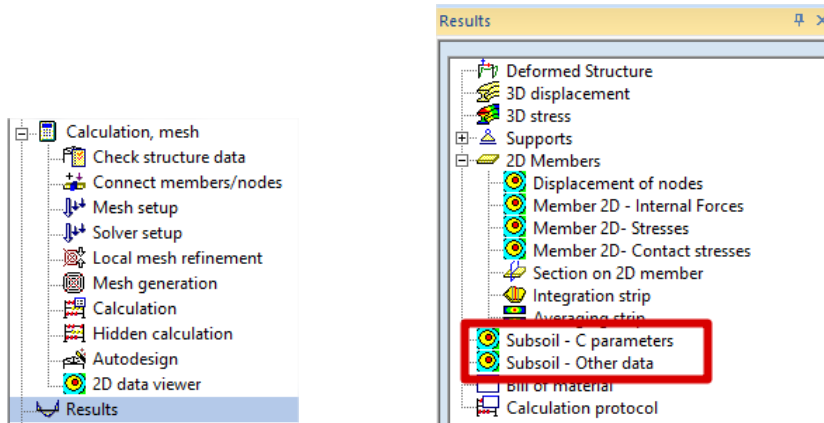 Calculation, mesh
Check structure data
Connect members/nodes
Mesh setup
Solver setup
Local mesh refinement
Mesh generation
Calculation
Hidden calculation
Autodesign
2D data viewer
Results
Results
Deformed Structure
3D displacement
3D stress
Supports
2D Members
Displacement of nodes
Member 2D - Internal Forces
Member 2D- Stresses
Member 2D- Contact stresses
Section on 2D member
Integration strip
Averaging strip
Subsoil - C parameters
Subsoil - Other data
Bill of material
Calculation protocol